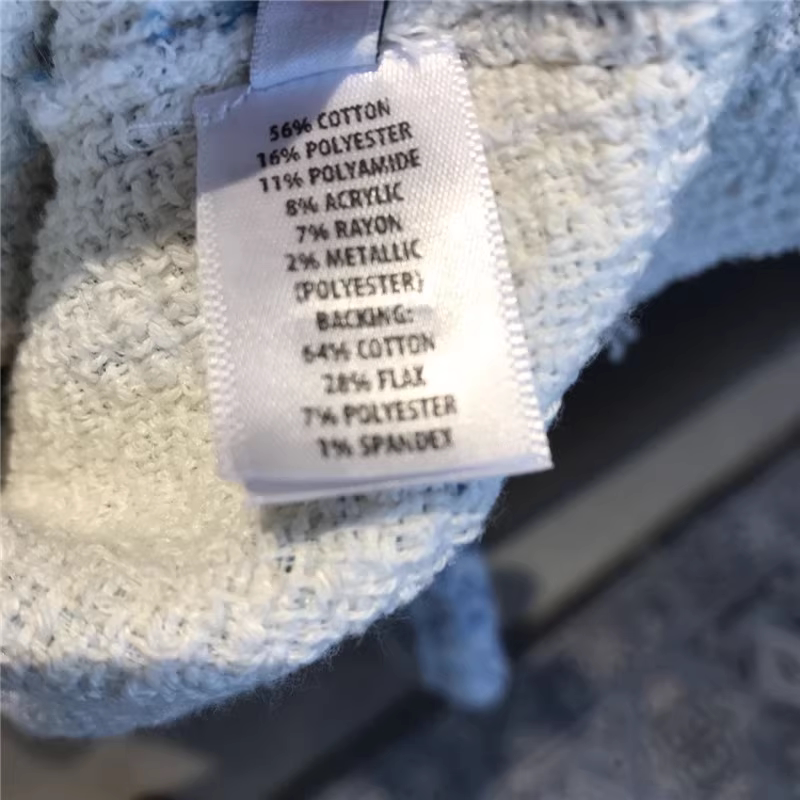 56% COTTON
16% POLYESTER
11% POLYAMIDE
8% ACRYLIC
7% RAYON
2% METALLIC
(POLYESTER)
BACKING:
64% COTTON
28% FLAX
7% POLYESTER
1% SPANDEX